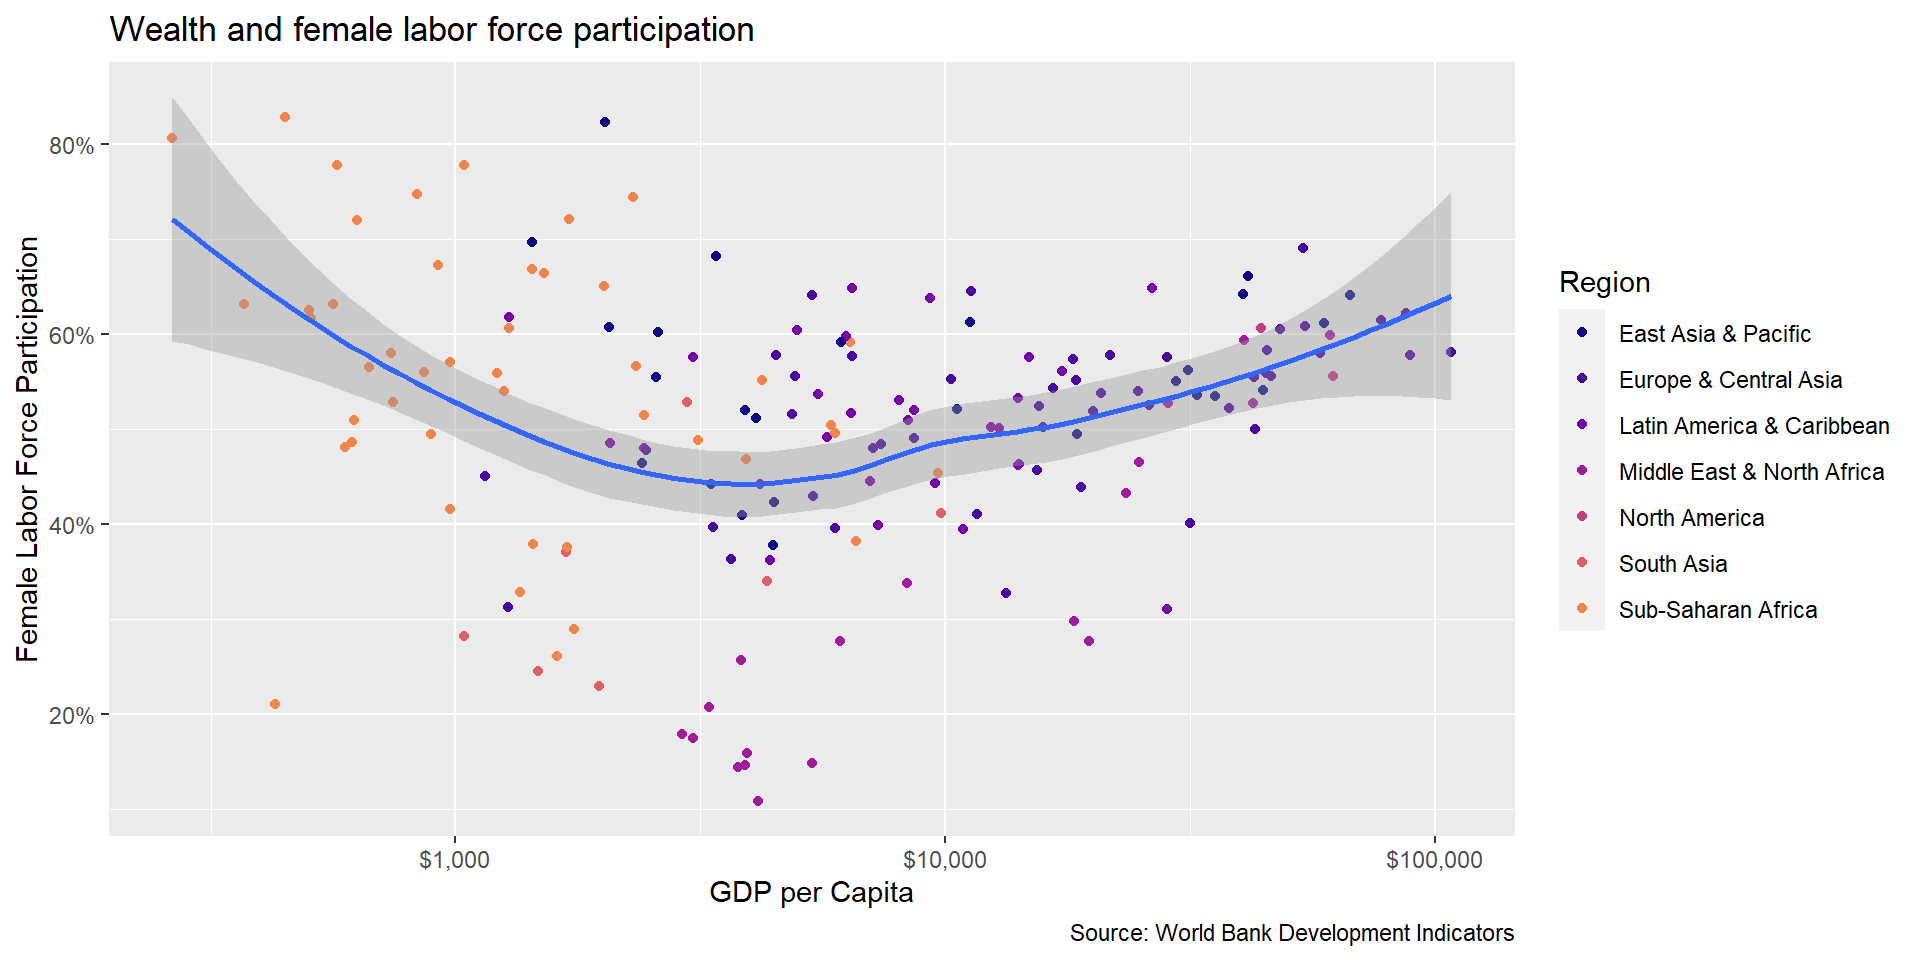 Wealth and female labor force participation
Female Labor Force Participation
80%
60%
40%
20%
$1,000
$10,000
$100,000
GDP per Capita
Region
East Asia & Pacific
Europe & Central Asia
Latin America & Caribbean
Middle East & North Africa
North America
South Asia
Sub-Saharan Africa
Source: World Bank Development Indicators